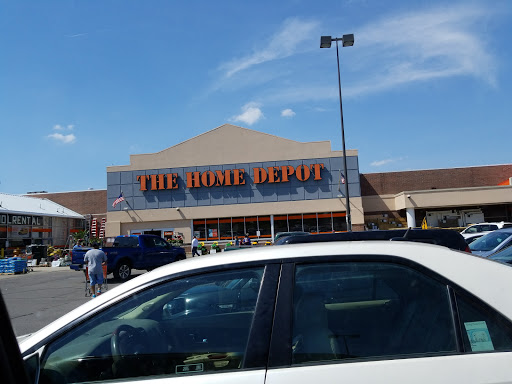 THE HOME DEPOT
OL RENTAL